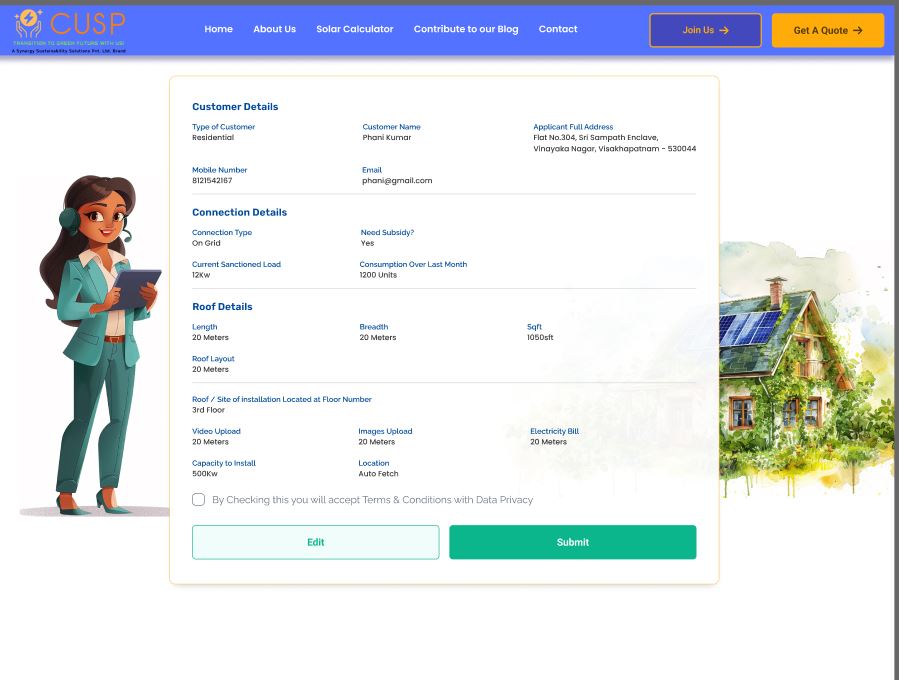 CUSP
TRANSITION TO GREEN FUTURE WITH US!
A Synergy Sustainability Solutions Pvt. Ltd. Brand
Home About Us Solar Calculator Contribute to our Blog Contact
Join Us → Get A Quote →
Customer Details
Type of Customer Customer Name Applicant Full Address
Residential Phani Kumar Flat No.304, Sri Sampath Enclave,
Vinayaka Nagar, Visakhapatnam - 530044
Mobile Number Email
8121542167 phani@gmail.com
Connection Details
Connection Type Need Subsidy?
On Grid Yes
Current Sanctioned Load Consumption Over Last Month
12Kw 1200 Units
Roof Details
Length Breadth Sqft
20 Meters 20 Meters 1050sft
Roof Layout
20 Meters
Roof / Site of installation Located at Floor Number
3rd Floor
Video Upload Images Upload Electricity Bill
20 Meters 20 Meters 20 Meters
Capacity to Install Location
500Kw Auto Fetch
By Checking this you will accept Terms & Conditions with Data Privacy
Edit Submit